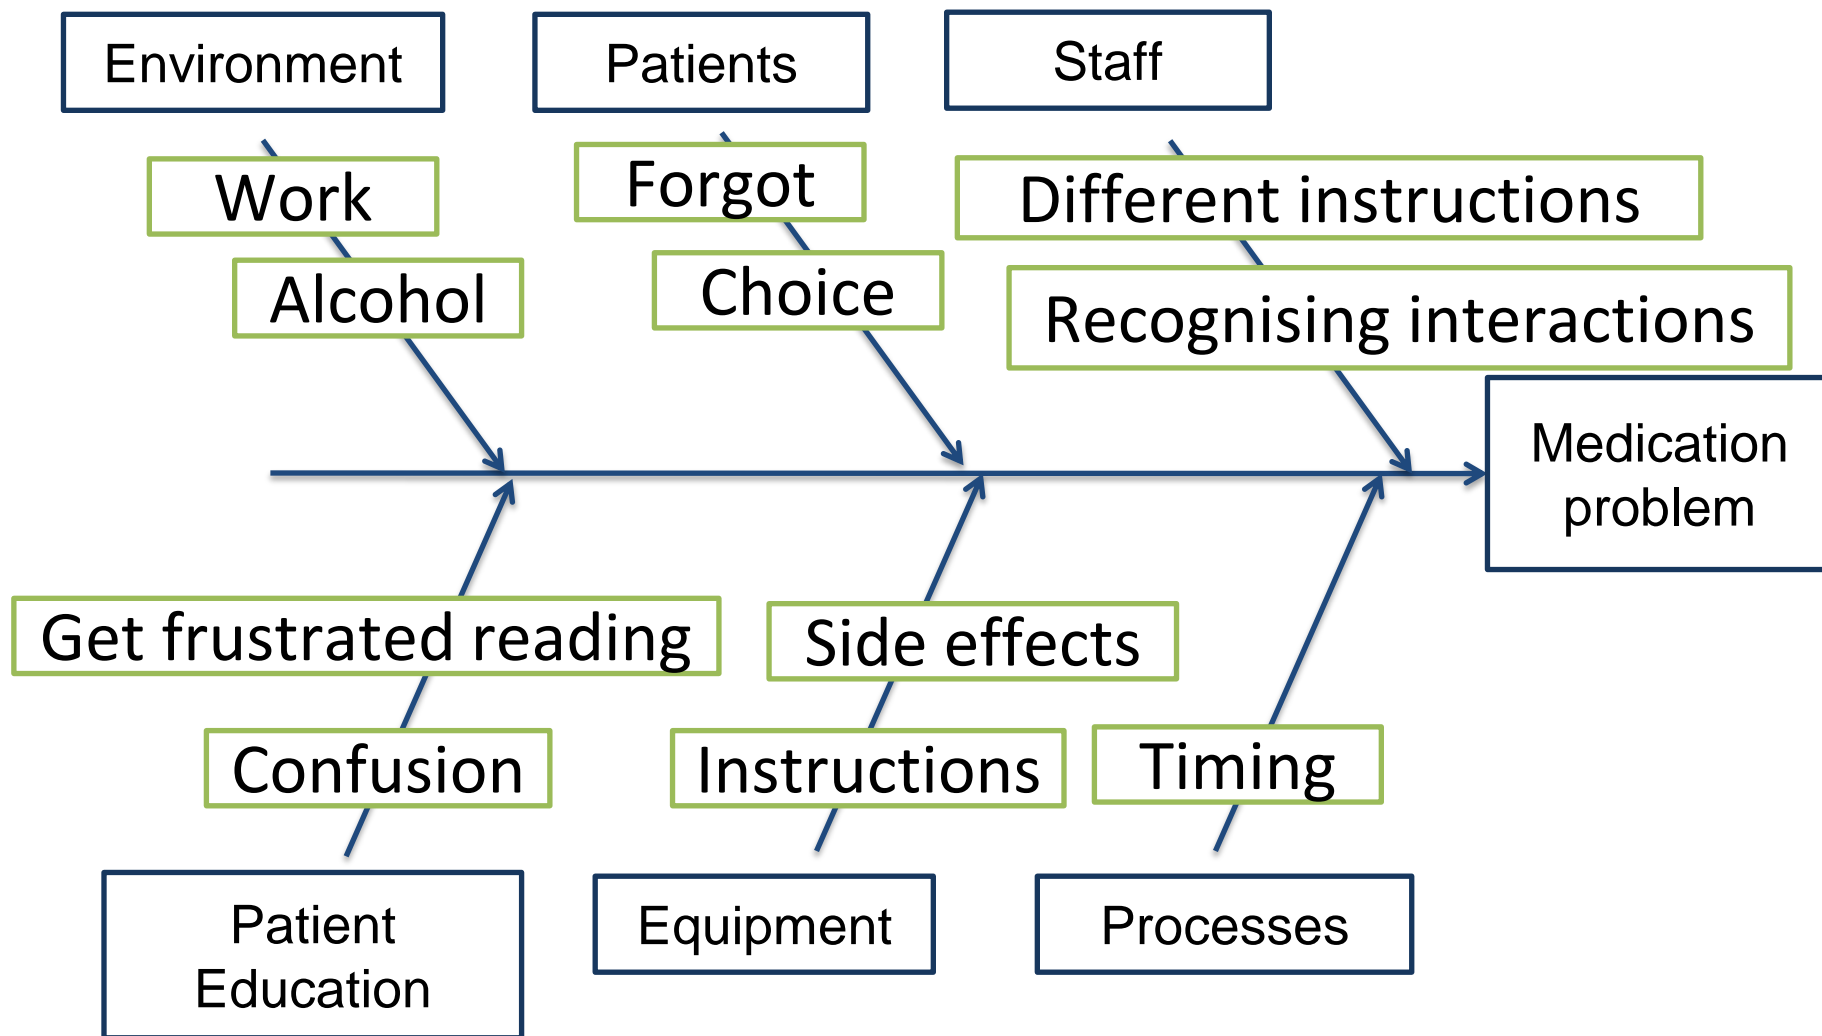 Environment
Patients
Staff
Work
Forgot
Different instructions
Alcohol
Choice
Recognising interactions
Medication
problem
Get frustrated reading
Side effects
Confusion
Instructions
Timing
Patient
Education
Equipment
Processes